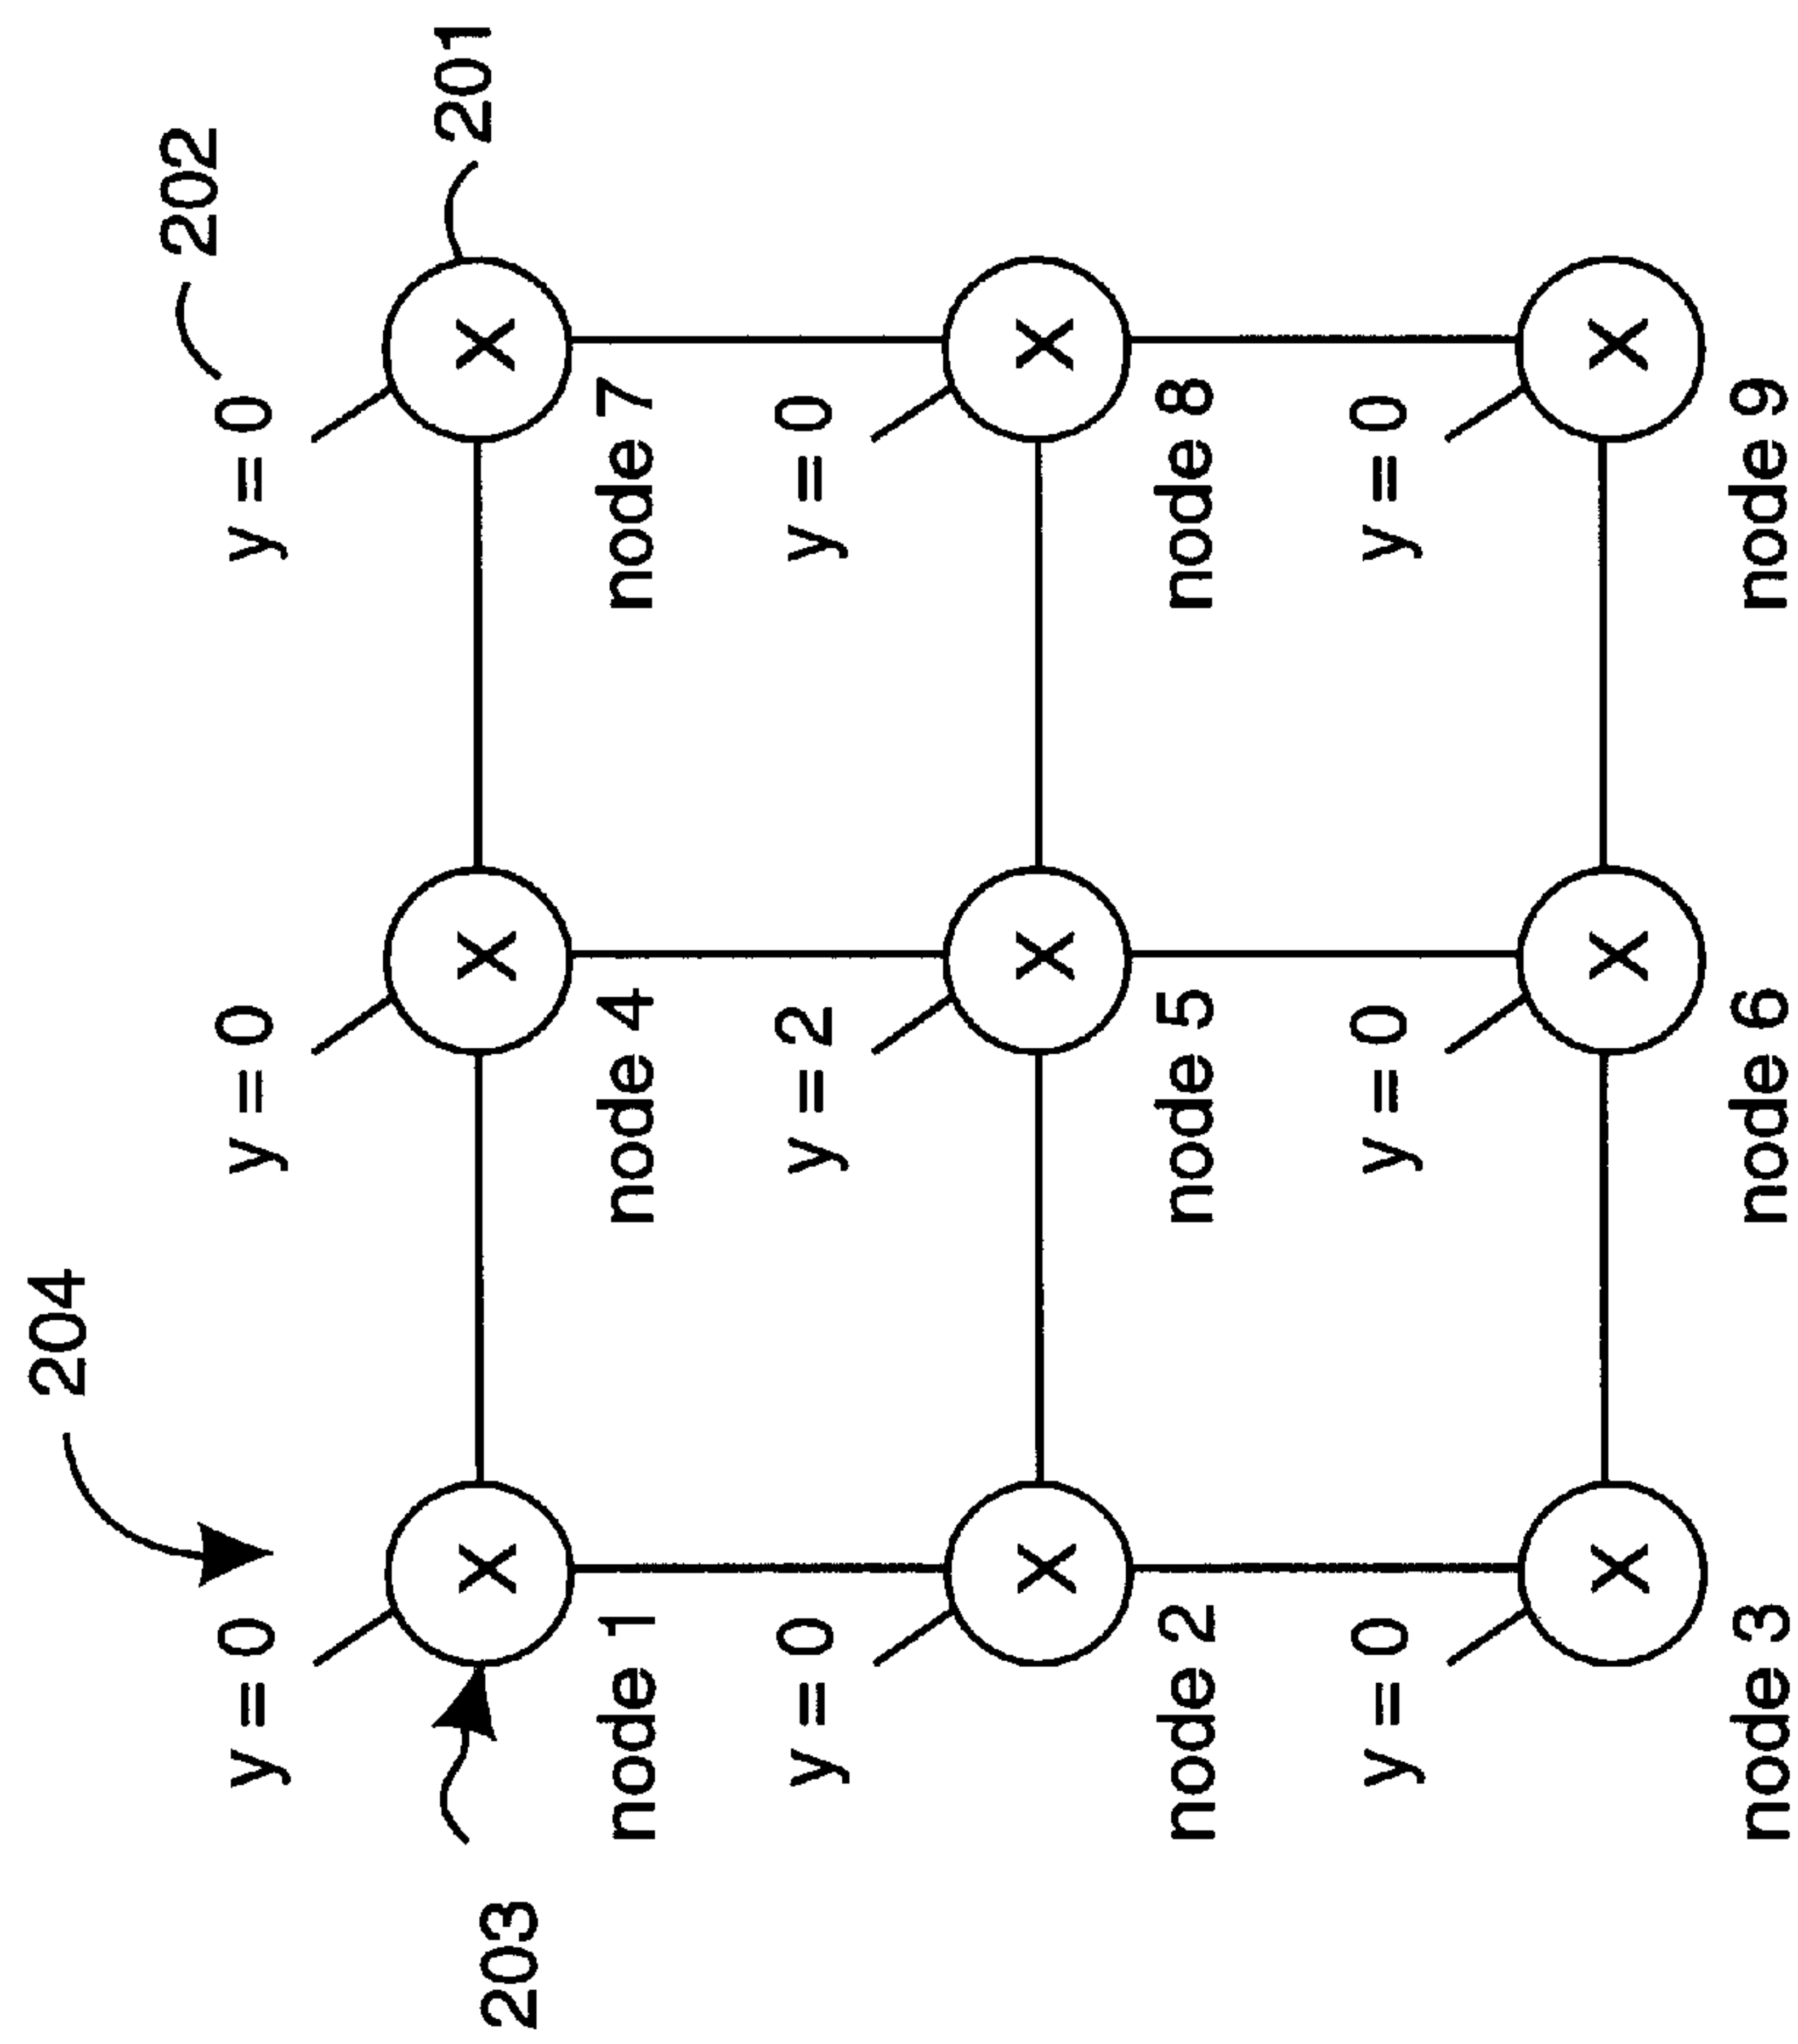 204
202
y = 0
y = 0
y = 0
201
x
x
x
203
node 1
node 4
node 7
y = 0
y = 2
y = 0
x
x
x
node 2
node 5
node 8
y = 0
y = 0
y = 0
x
x
x
node 3
node 6
node 9